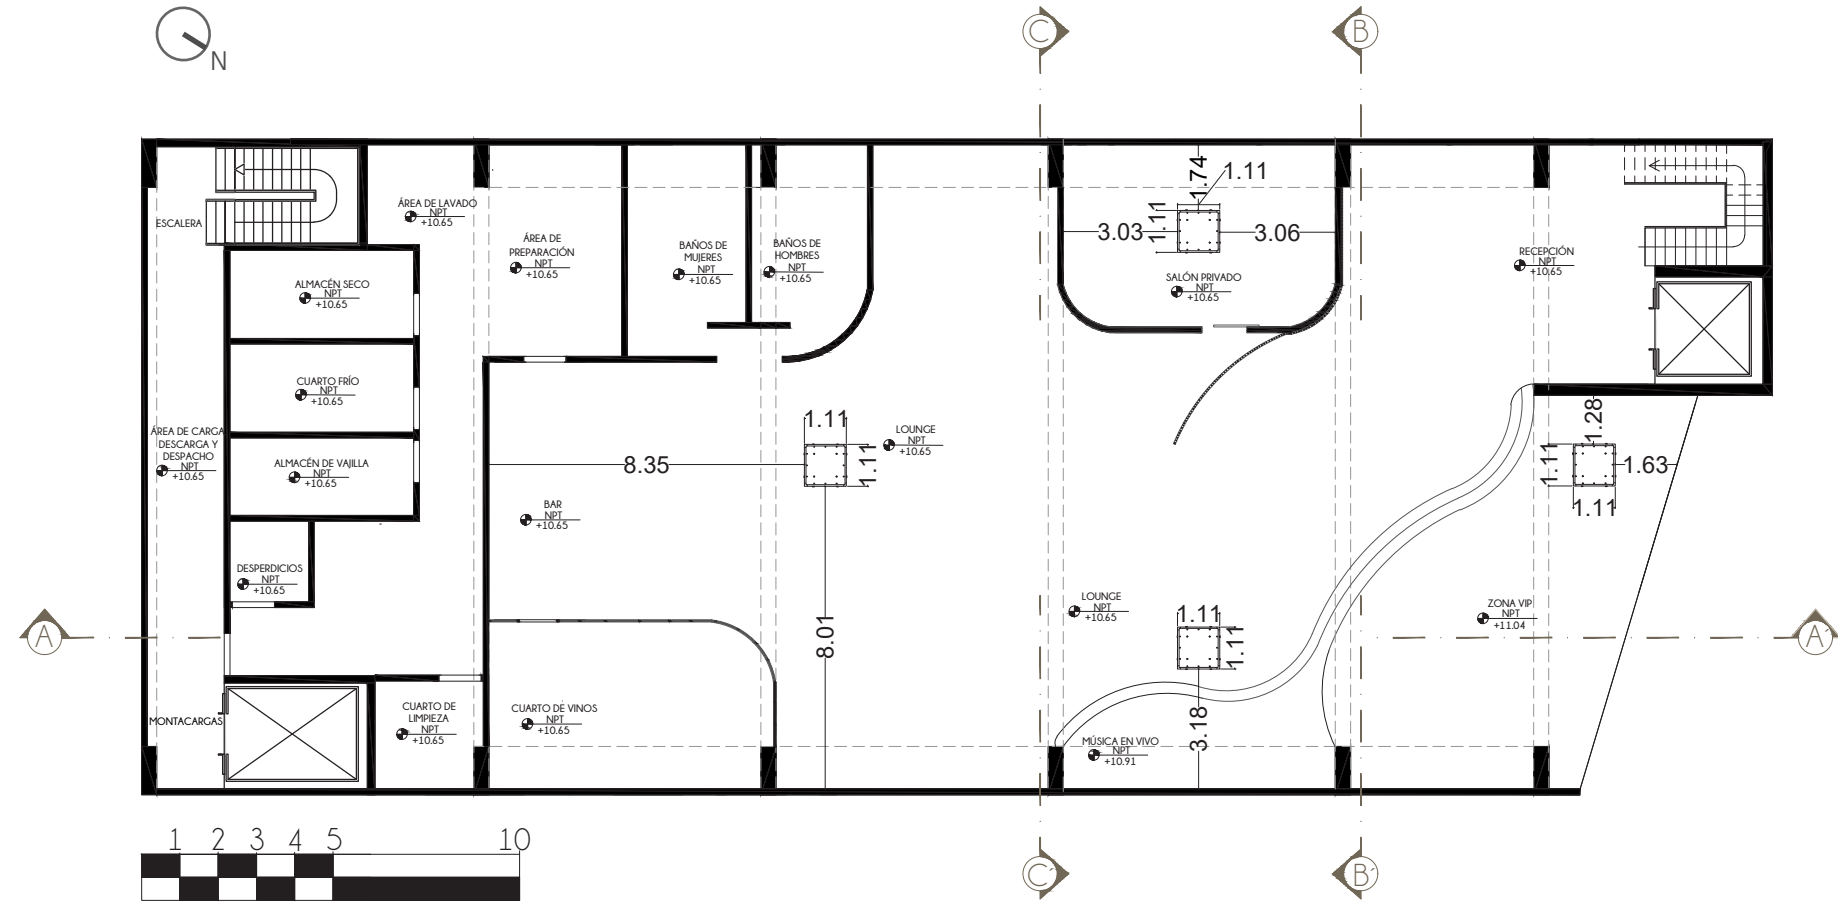 N
C
B
ESCALERA
ÁREA DE LAVADO
NPT
+10.65
ÁREA DE
PREPARACIÓN
NPT
+10.65
BAÑOS DE
MUJERES
NPT
+10.65
BAÑOS DE
HOMBRES
NPT
+10.65
1.74
1.11
1.11
3.03
3.06
SALÓN PRIVADO
NPT
+10.65
RECEPCIÓN
NPT
+10.65
ALMACÉN SECO
NPT
+10.65
CUARTO FRÍO
NPT
+10.65
ÁREA DE CARGA
DESCARGA Y
DESPACHO
NPT
+10.65
ALMACÉN DE VAJILLA
NPT
+10.65
8.35
1.11
1.11
LOUNGE
NPT
+10.65
1.28
1.11
1.63
1.11
BAR
NPT
+10.65
DESPERDICIOS
NPT
+10.65
8.01
LOUNGE
NPT
+10.65
1.11
1.11
ZONA VIP
NPT
+11.04
A
A'
MONTACARGAS
CUARTO DE
LIMPIEZA
NPT
+10.65
CUARTO DE VINOS
NPT
+10.65
3.18
MÚSICA EN VIVO
NPT
+10.91
1 2 3 4 5 10
C'
B'